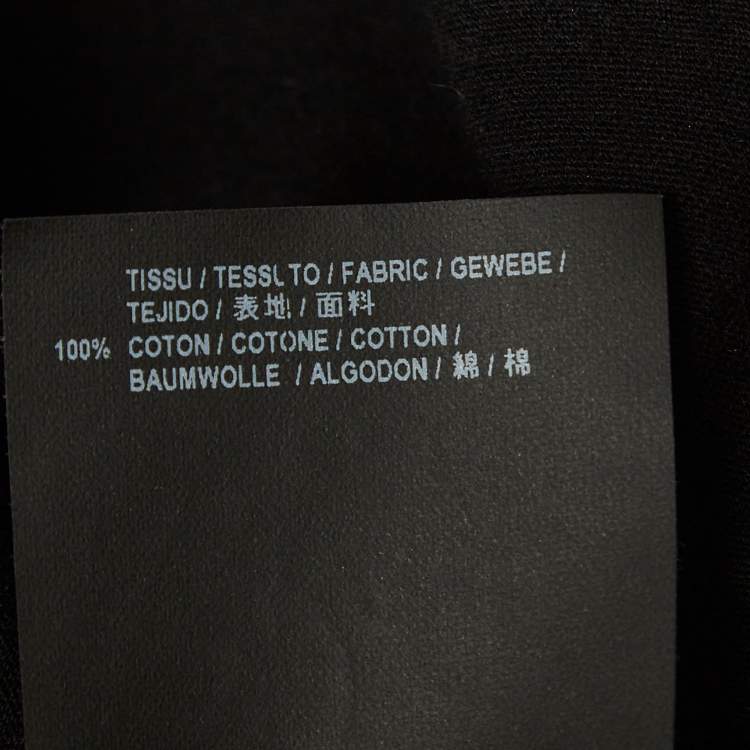 TISSU / TESSUTO / FABRIC / GEWEBE /
TEJIDO / 表地 / 面料
100% COTON / COTONE / COTTON /
BAUMWOLLE / ALGODON / 綿 / 棉